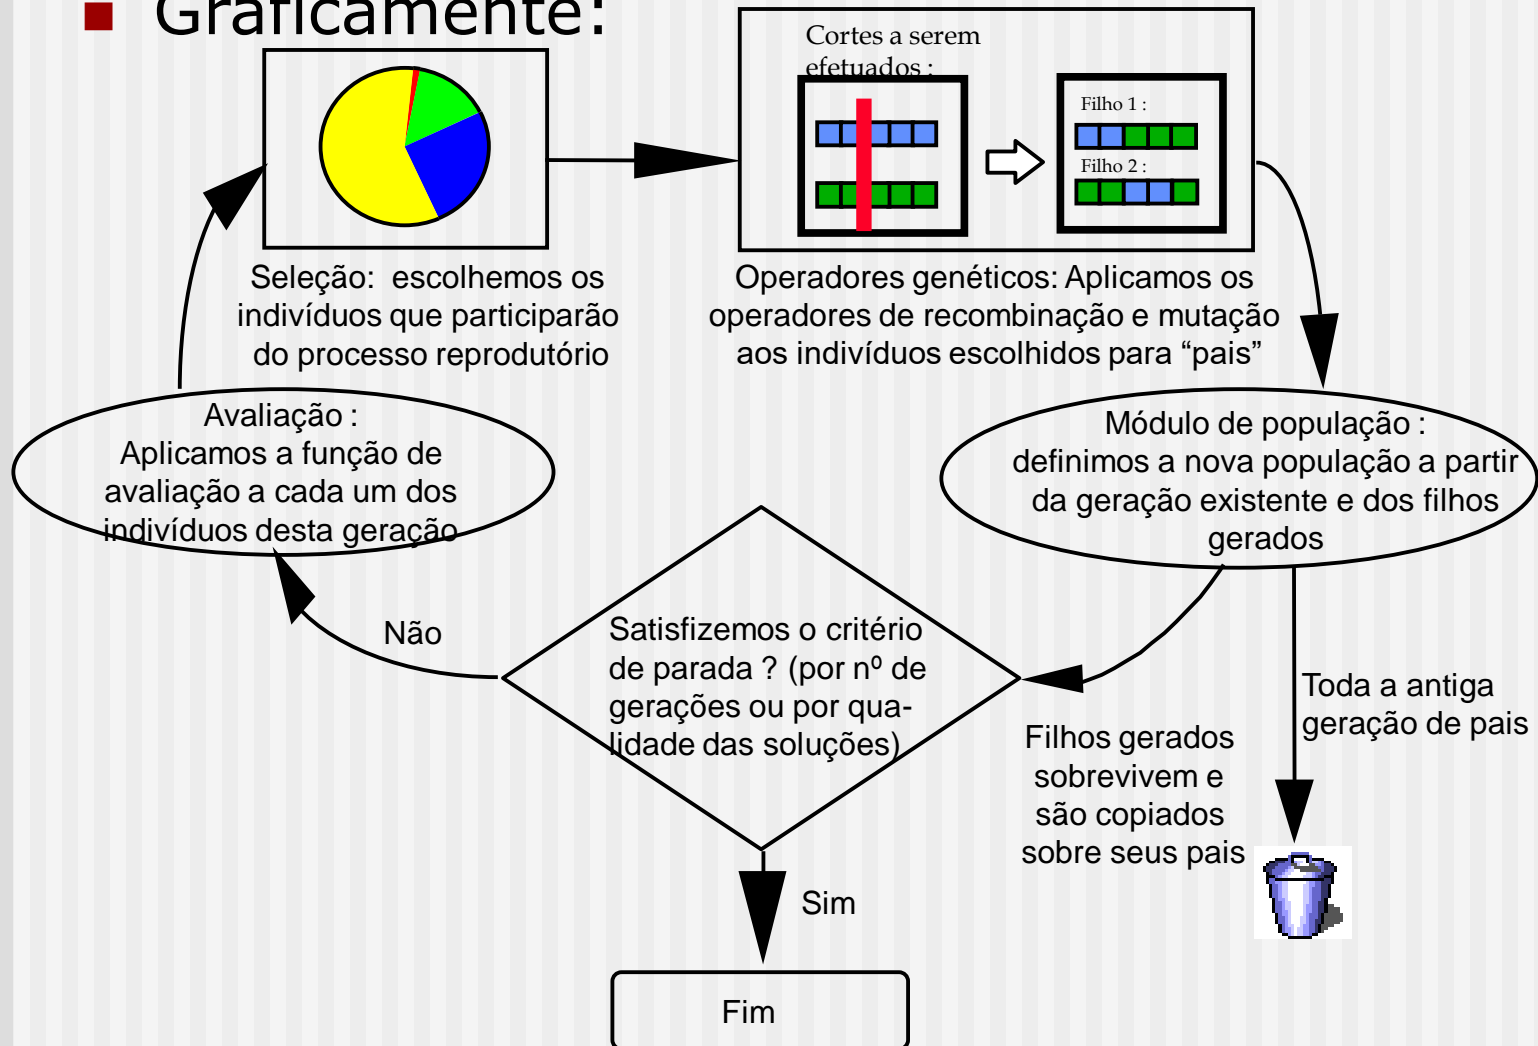 Graficamente:
Cortes a serem
efetuados :
Filho 1 :
Filho 2 :
Seleção: escolhemos os
indivíduos que participarão
do processo reprodutório
Operadores genéticos: Aplicamos os
operadores de recombinação e mutação
aos indivíduos escolhidos para “pais”
Avaliação :
Aplicamos a função de
avaliação a cada um dos
indivíduos desta geração
Módulo de população :
definimos a nova população a partir
da geração existente e dos filhos
gerados
Não
Satisfizemos o critério
de parada ? (por nº de
gerações ou por qua-
lidade das soluções)
Toda a antiga
geração de pais
Filhos gerados
sobrevivem e
são copiados
sobre seus pais
Sim
Fim